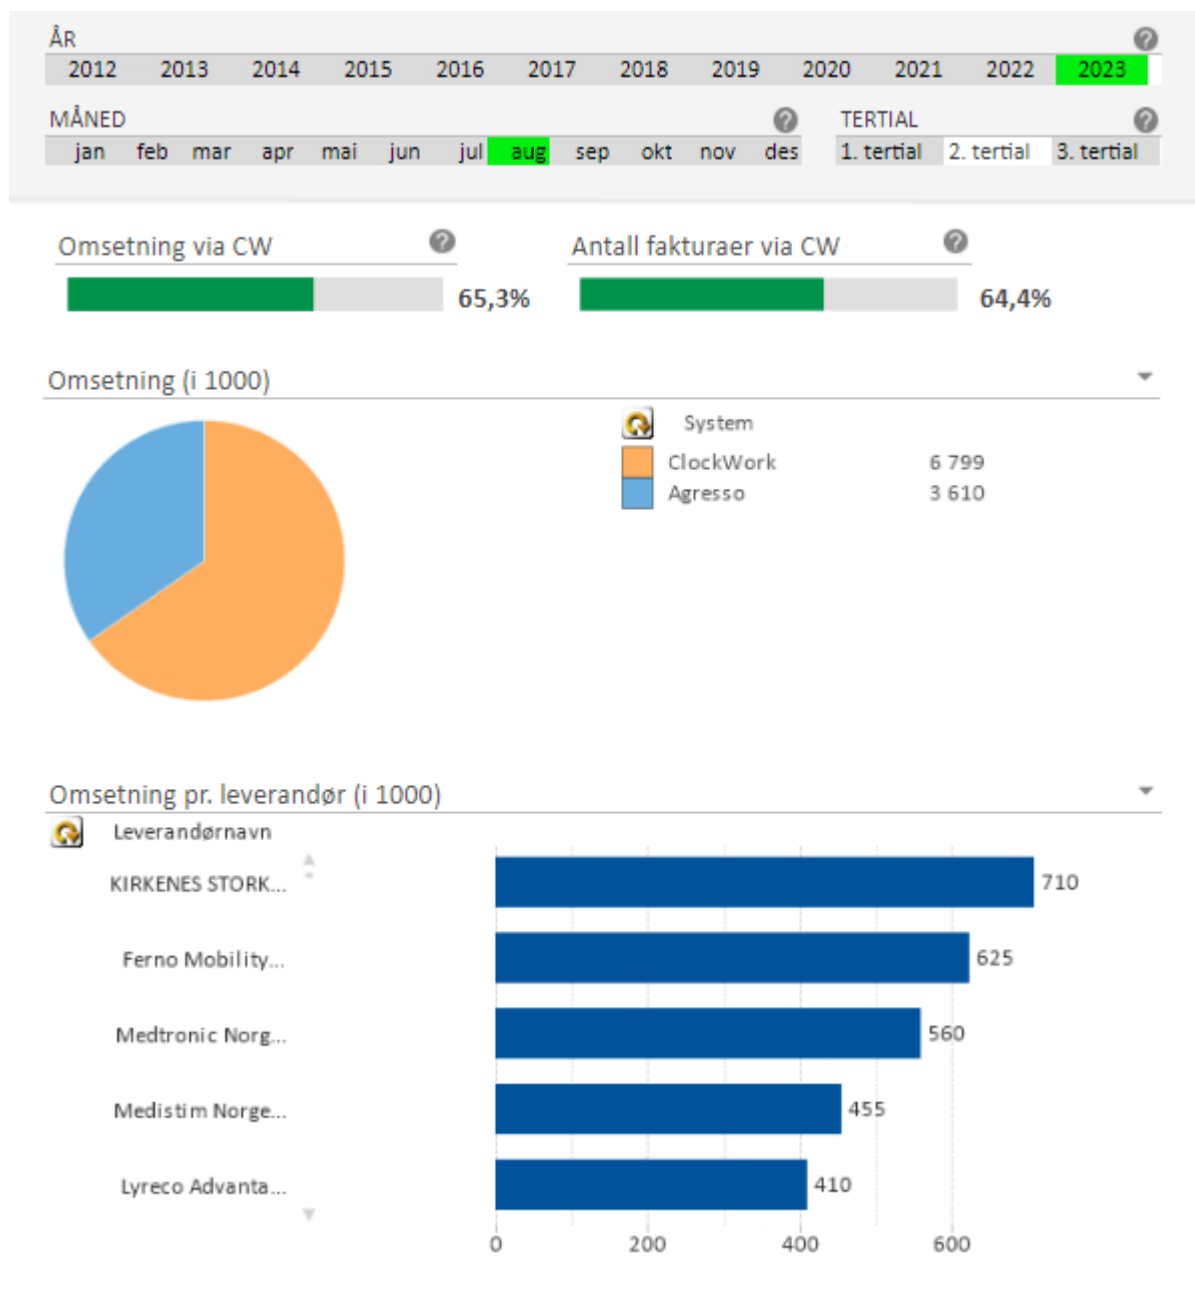 ÅR
2012 2013 2014 2015 2016 2017 2018 2019 2020 2021 2022 2023
MÅNED TERTIAL
jan feb mar apr mai jun jul aug sep okt nov des 1. tertial 2. tertial 3. tertial
Omsetning via CW Antall fakturaer via CW
65,3% 64,4%
Omsetning (i 1000)
System
ClockWork 6 799
Agresso 3 610
Omsetning pr. leverandør (i 1000)
Leverandørnavn
KIRKENES STORK... 710
Ferno Mobility... 625
Medtronic Norg... 560
Medistim Norge... 455
Lyreco Advanta... 410
0 200 400 600